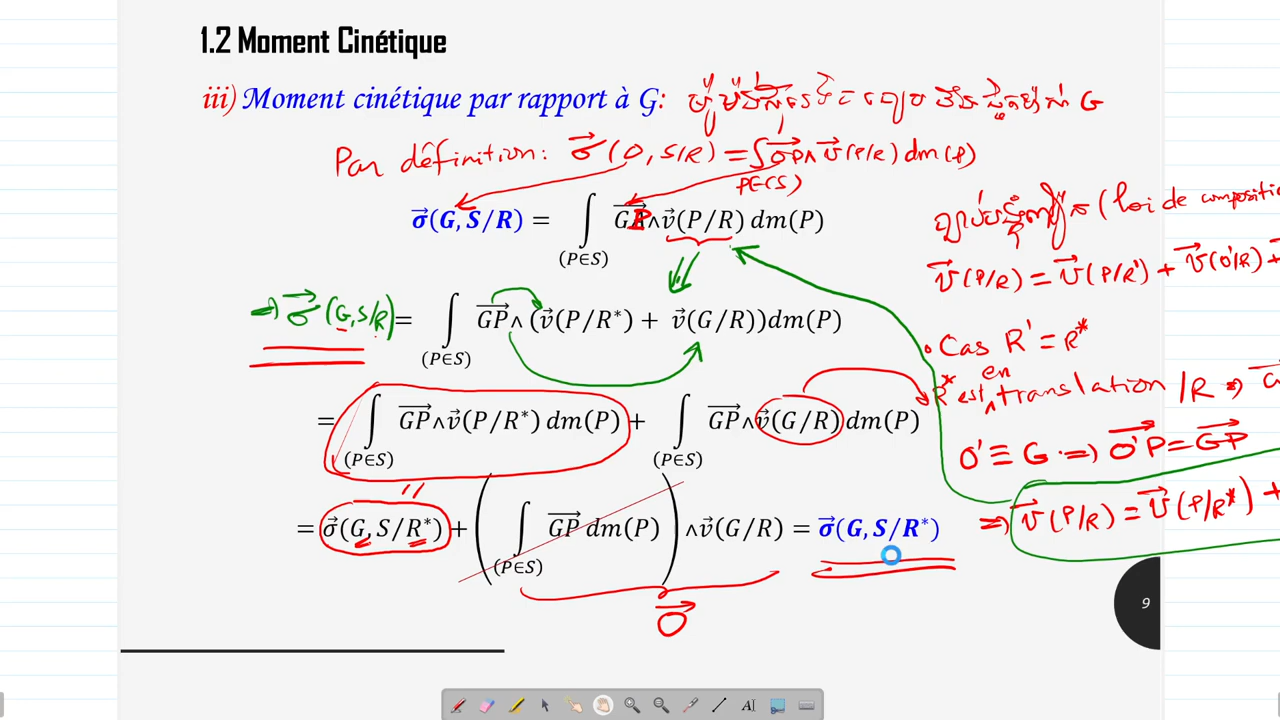 1.2 Moment Cinétique
iii) Moment cinétique par rapport à G: G
Par définition: σ⃗(O, S/R) = ∫ OP⃗ ∧ v⃗(P/R) dm(P)
P∈(S)
σ⃗(G, S/R) = ∫ GP⃗ ∧ v⃗(P/R) dm(P)
(P∈S)
(loi de composition
v⃗(P/R) = v⃗(P/R') + v⃗(O'/R) +
⇒ σ⃗(G, S/R) = ∫ GP⃗ ∧ (v⃗(P/R*) + v⃗(G/R))dm(P)
(P∈S)
• Cas R' = R*
R* est en translation /R ⇒
= ∫ GP⃗ ∧ v⃗(P/R*) dm(P) + ∫ GP⃗ ∧ v⃗(G/R) dm(P)
(P∈S) (P∈S)
O' ≡ G ⇒ O'P⃗ = GP⃗
= σ⃗(G, S/R*) + (∫ GP⃗ dm(P)) ∧ v⃗(G/R) = σ⃗(G, S/R*)
(P∈S)
⇒ v⃗(P/R) = v⃗(P/R*) +
O⃗
9